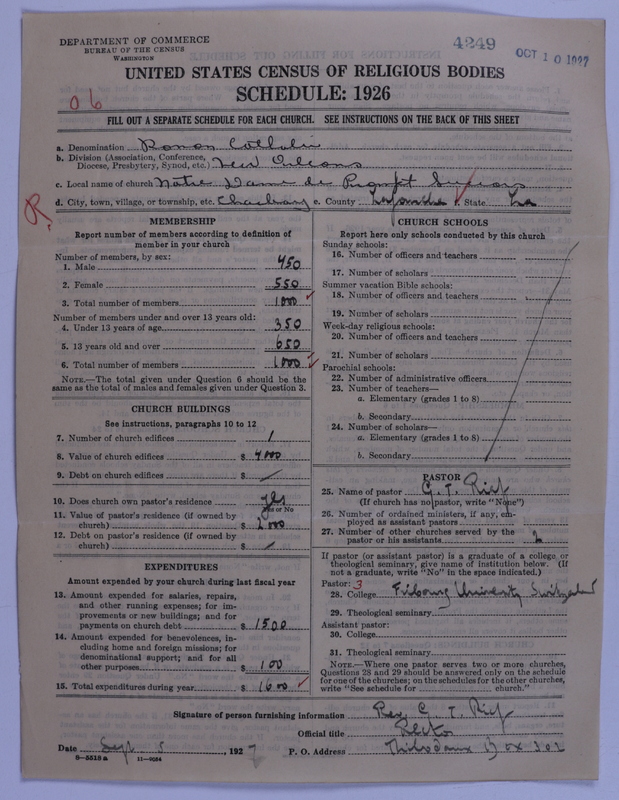 DEPARTMENT OF COMMERCE
BUREAU OF THE CENSUS
WASHINGTON
4249
OCT 10 1927
UNITED STATES CENSUS OF RELIGIOUS BODIES
SCHEDULE: 1926
06
FILL OUT A SEPARATE SCHEDULE FOR EACH CHURCH. SEE INSTRUCTIONS ON THE BACK OF THIS SHEET
a. Denomination Roman Catholic
b. Division (Association, Conference, Diocese, Presbytery, Synod, etc.) New Orleans
c. Local name of church Notre Dame de Prompt Succors
R.
d. City, town, village, or township, etc. e. County Lafourche State La
MEMBERSHIP
Report number of members according to definition of
member in your church
Number of members, by sex:
1. Male 450
2. Female 550
3. Total number of members 1000
Number of members under and over 13 years old:
4. Under 13 years of age 350
5. 13 years old and over 650
6. Total number of members 1000
NOTE.—The total given under Question 6 should be the
same as the total of males and females given under Question 3.
CHURCH BUILDINGS
See instructions, paragraphs 10 to 12
7. Number of church edifices 1
8. Value of church edifices $ 4000
9. Debt on church edifices $
10. Does church own pastor's residence yes
Yes or No
11. Value of pastor's residence (if owned by
church) $ 2000
12. Debt on pastor's residence (if owned by
church) $
EXPENDITURES
Amount expended by your church during last fiscal year
13. Amount expended for salaries, repairs,
and other running expenses; for im-
provements or new buildings; and for
payments on church debt $ 1500
14. Amount expended for benevolences, in-
cluding home and foreign missions; for
denominational support; and for all
other purposes $ 100
15. Total expenditures during year $ 1600
CHURCH SCHOOLS
Report here only schools conducted by this church
Sunday schools:
16. Number of officers and teachers
17. Number of scholars
Summer vacation Bible schools:
18. Number of officers and teachers
19. Number of scholars
Week-day religious schools:
20. Number of officers and teachers
21. Number of scholars
Parochial schools:
22. Number of administrative officers
23. Number of teachers—
a. Elementary (grades 1 to 8)
b. Secondary
24. Number of scholars—
a. Elementary (grades 1 to 8)
b. Secondary
PASTOR
25. Name of pastor G. T. Rief
(If church has no pastor, write "None")
26. Number of ordained ministers, if any, em-
ployed as assistant pastors
27. Number of other churches served by the
pastor or his assistants 2
If pastor (or assistant pastor) is a graduate of a college or
theological seminary, give name of institution below. (If
not a graduate, write "No" in the space indicated.)
Pastor: 3
28. College Fribourg University Switzerland
29. Theological seminary
Assistant pastor:
30. College
31. Theological seminary
NOTE.—Where one pastor serves two or more churches,
Questions 28 and 29 should be answered only on the schedule
for one of the churches; on the schedules for the other churches,
write "See schedule for church."
Signature of person furnishing information Rev. G. T. Rief
Official title Rector
Date Sept 5, 1927 P. O. Address Thibodaux Box 302
8-5518a 11-9034